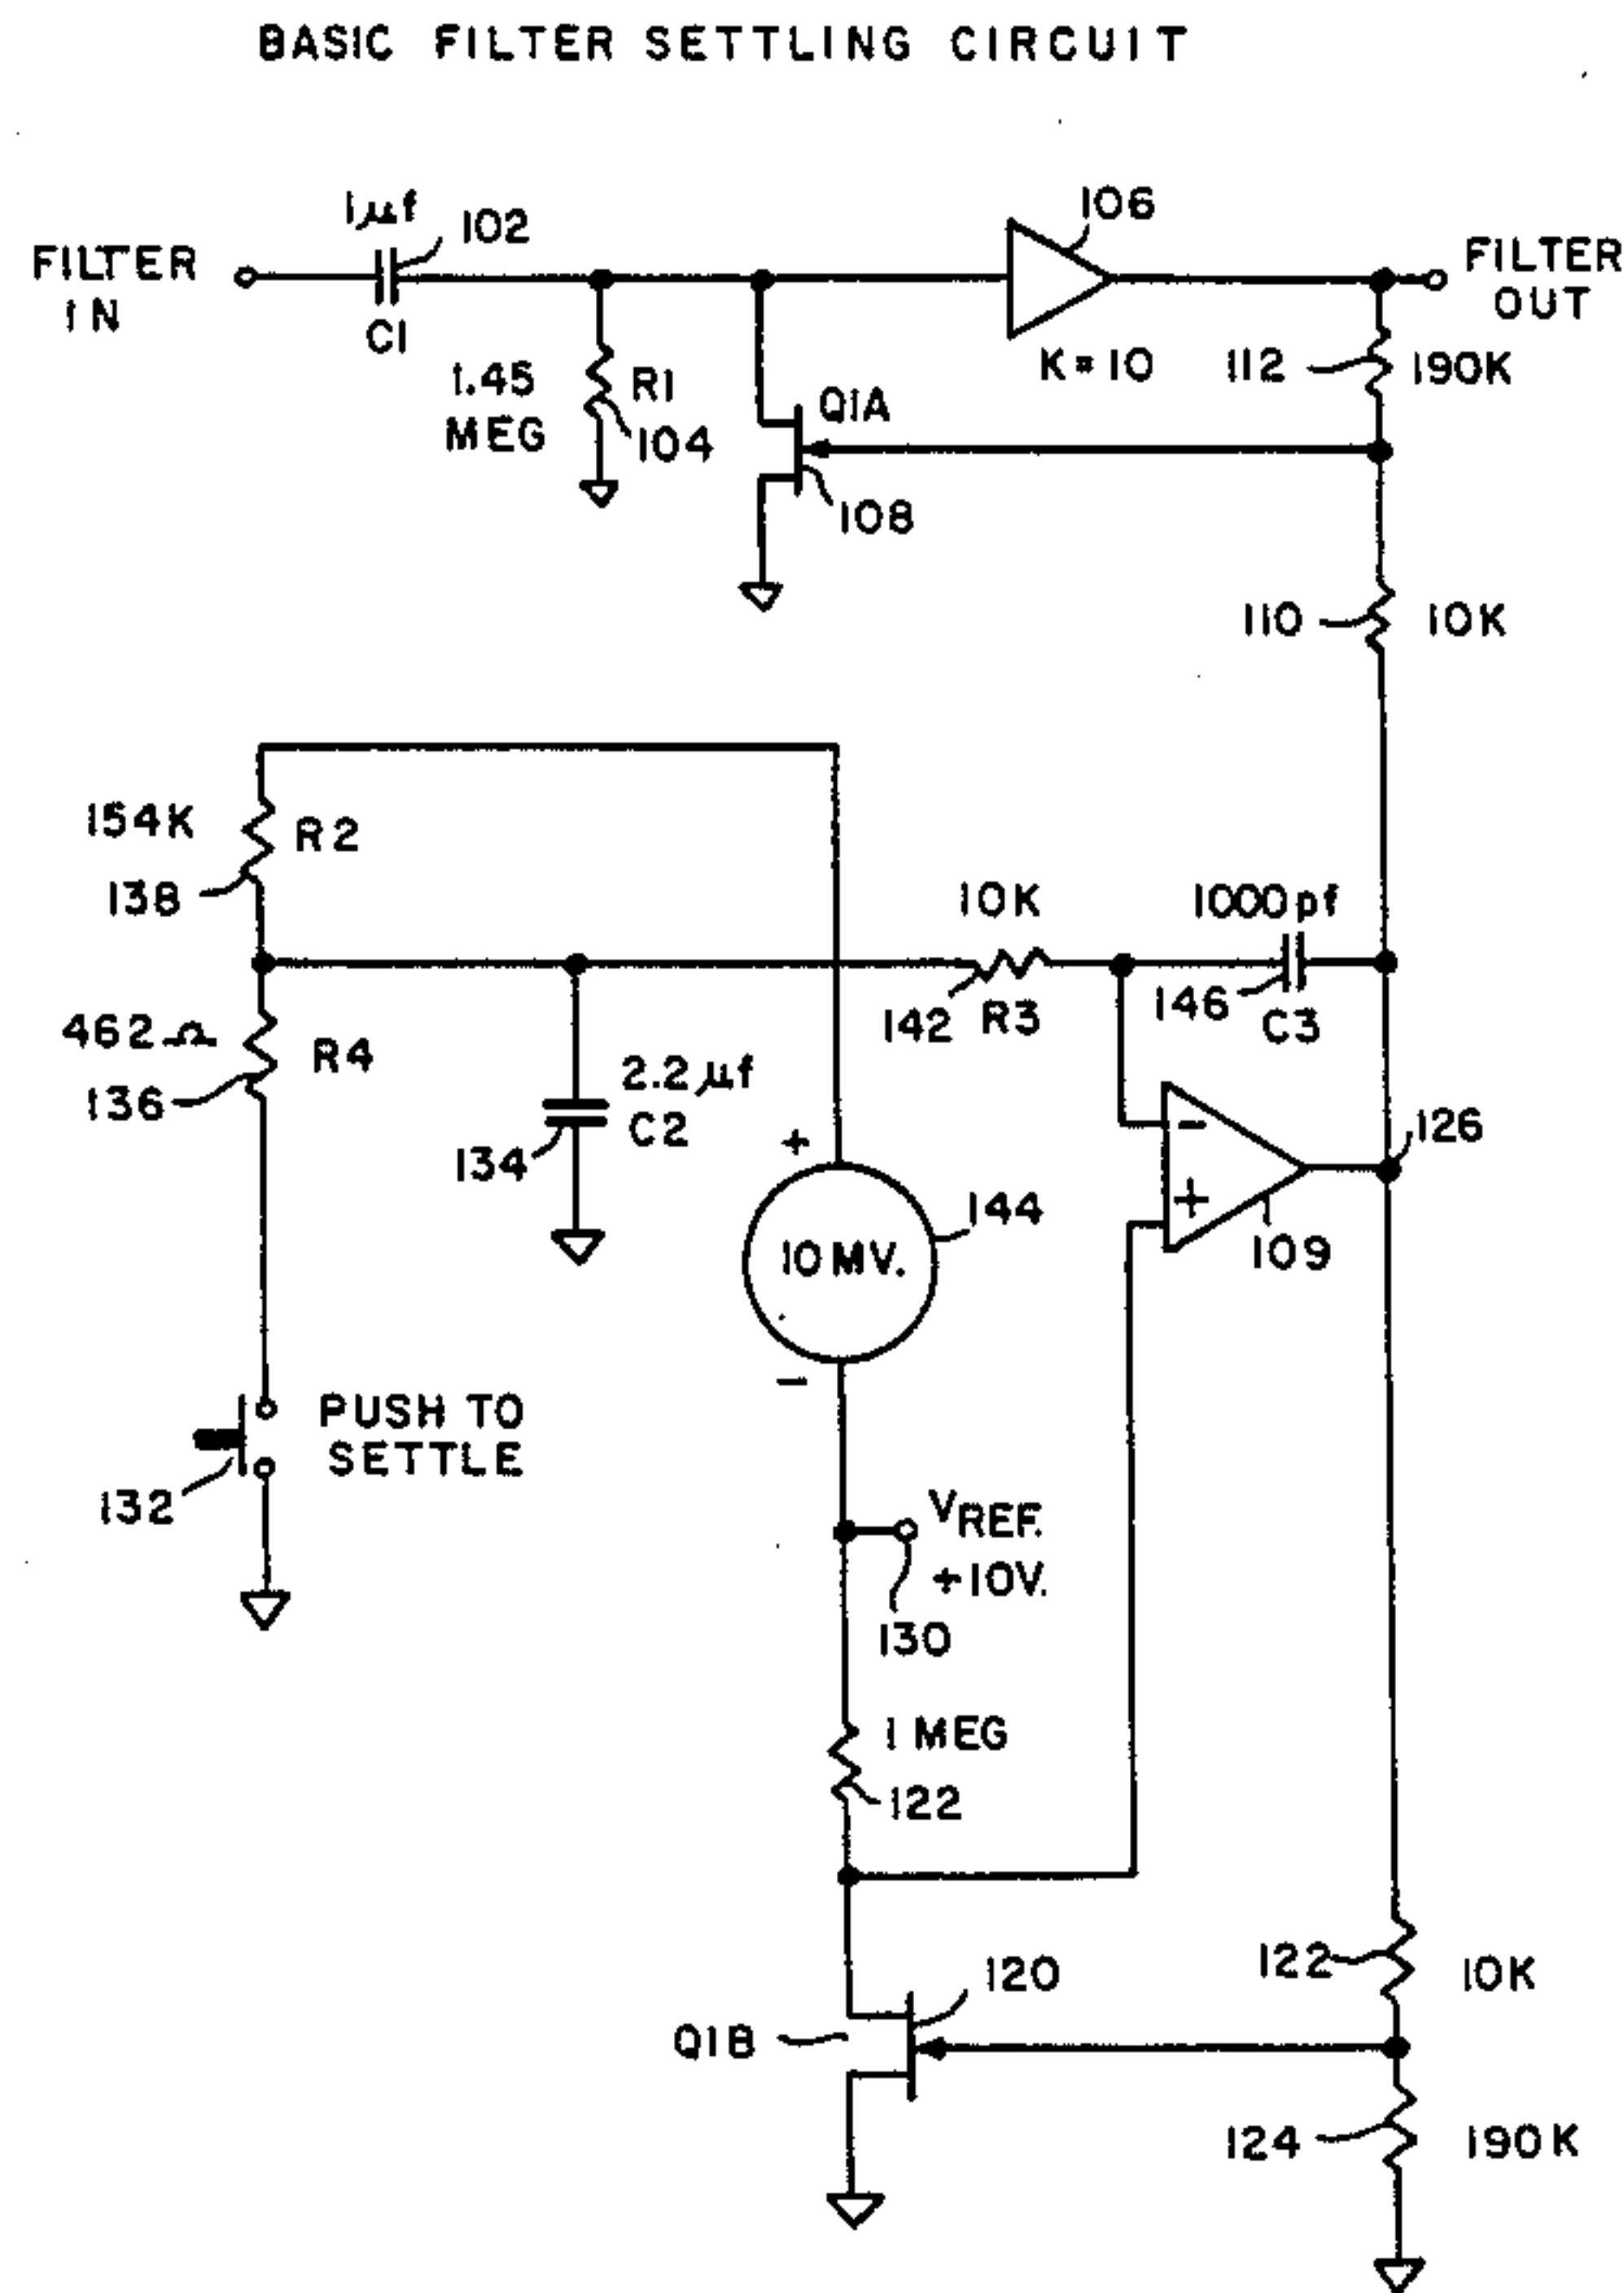 BASIC FILTER SETTLING CIRCUIT
1µf
102
106
FILTER
IN
FILTER
OUT
C1
K=10
112
190K
1.45
MEG
R1
104
Q1A
108
110
10K
154K
R2
138
10K
1000pf
142
R3
146
C3
462Ω
R4
136
2.2µf
C2
134
+
-
+
126
144
10MV.
109
-
PUSH TO
SETTLE
132
VREF.
+10V.
130
1 MEG
122
120
122
10K
Q1B
124
190K